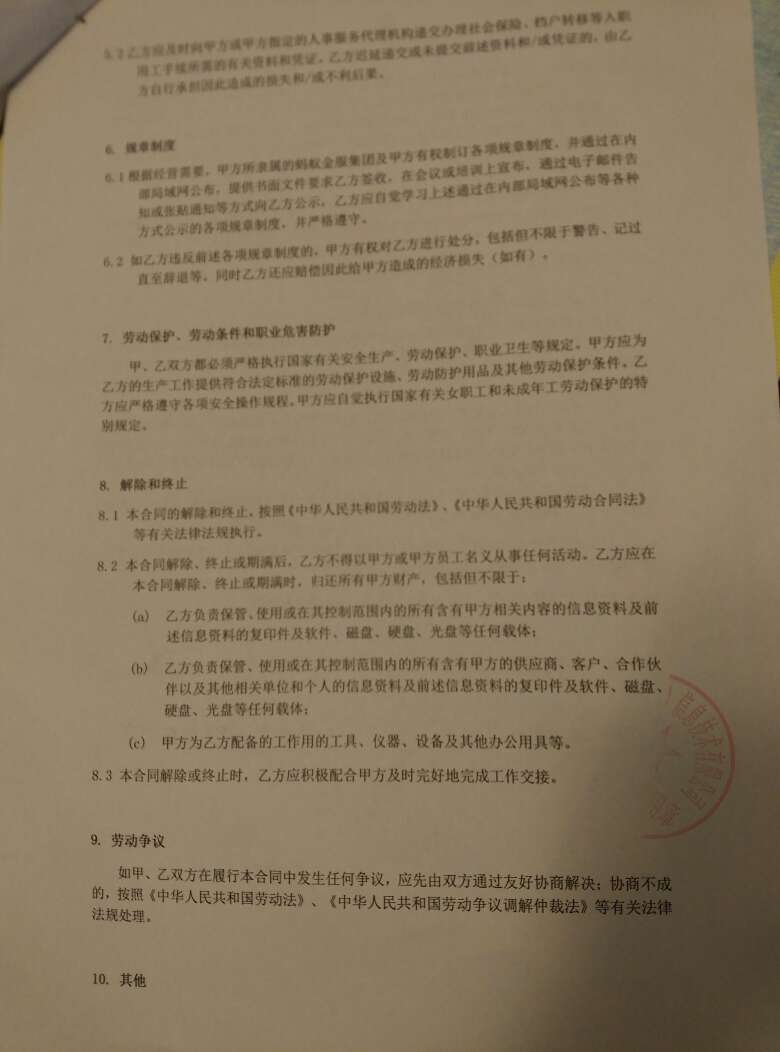 5.2 乙方应及时向甲方或甲方指定的人事服务代理机构递交办理社会保险、档户转移等入职
用工手续所需的有关资料和凭证。乙方迟延递交或未提交前述资料和/或凭证的，由乙
方自行承担因此造成的损失和/或不利后果。
6. 规章制度
6.1 根据经营需要，甲方所隶属的蚂蚁金服集团及甲方有权制订各项规章制度，并通过在内
部局域网公布，提供书面文件要求乙方签收，在会议或培训上宣布，通过电子邮件告
知或张贴通知等方式向乙方公示，乙方应自觉学习上述通过在内部局域网公布等各种
方式公示的各项规章制度，并严格遵守。
6.2 如乙方违反前述各项规章制度的，甲方有权对乙方进行处分，包括但不限于警告、记过
直至辞退等，同时乙方还应赔偿因此给甲方造成的经济损失（如有）。
7. 劳动保护、劳动条件和职业危害防护
甲、乙双方都必须严格执行国家有关安全生产、劳动保护、职业卫生等规定。甲方应为
乙方的生产工作提供符合法定标准的劳动保护设施、劳动防护用品及其他劳动保护条件。乙
方应严格遵守各项安全操作规程。甲方应自觉执行国家有关女职工和未成年工劳动保护的特
别规定。
8. 解除和终止
8.1 本合同的解除和终止，按照《中华人民共和国劳动法》、《中华人民共和国劳动合同法》
等有关法律法规执行。
8.2 本合同解除、终止或期满后，乙方不得以甲方或甲方员工名义从事任何活动。乙方应在
本合同解除、终止或期满时，归还所有甲方财产，包括但不限于：
(a) 乙方负责保管、使用或在其控制范围内的所有含有甲方相关内容的信息资料及前
述信息资料的复印件及软件、磁盘、硬盘、光盘等任何载体；
(b) 乙方负责保管、使用或在其控制范围内的所有含有甲方的供应商、客户、合作伙
伴以及其他相关单位和个人的信息资料及前述信息资料的复印件及软件、磁盘、
硬盘、光盘等任何载体；
(c) 甲方为乙方配备的工作用的工具、仪器、设备及其他办公用具等。
8.3 本合同解除或终止时，乙方应积极配合甲方及时完好地完成工作交接。
信息技术有限公司
9. 劳动争议
如甲、乙双方在履行本合同中发生任何争议，应先由双方通过友好协商解决；协商不成
的，按照《中华人民共和国劳动法》、《中华人民共和国劳动争议调解仲裁法》等有关法律
法规处理。
10. 其他